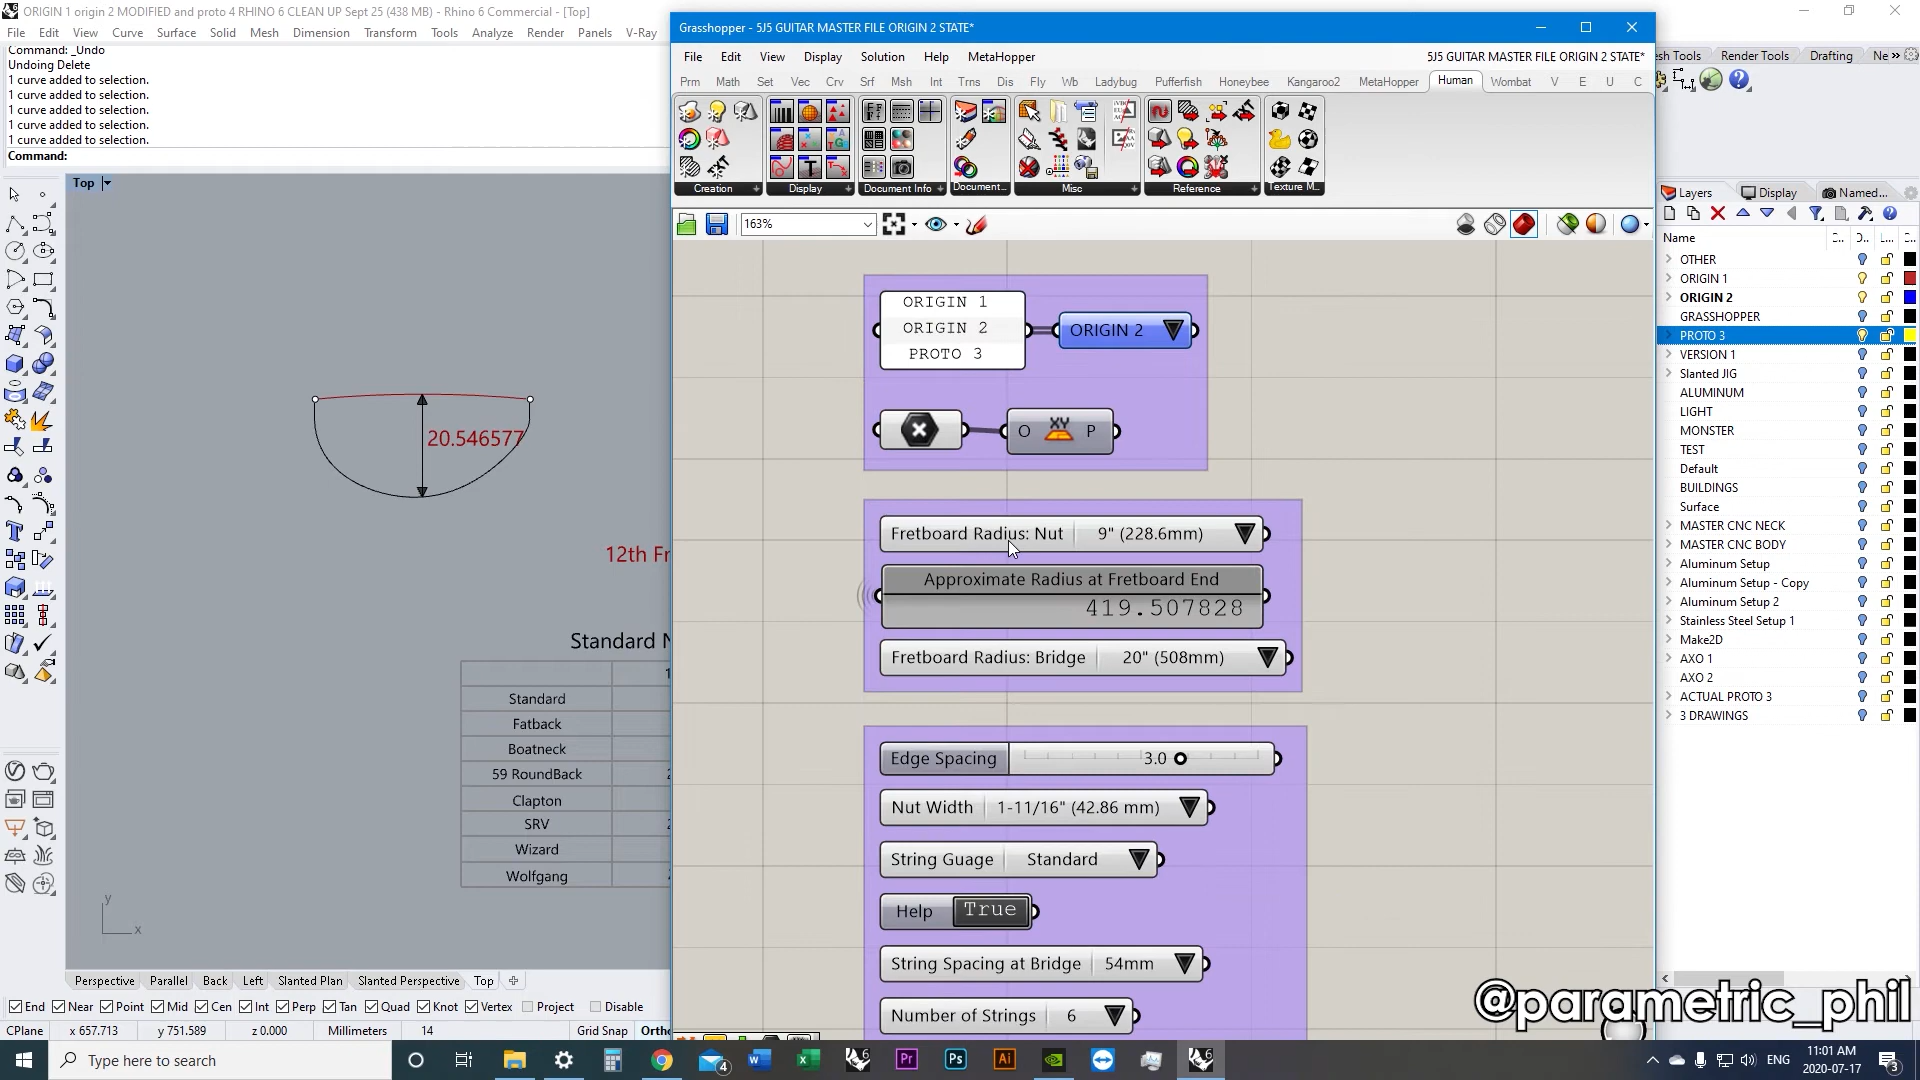 ORIGIN 1 origin 2 MODIFIED and proto 4 RHINO 6 CLEAN UP Sept 25 (438 MB) - Rhino 6 Commercial - [Top]
File Edit View Curve Surface Solid Mesh Dimension Transform Tools Analyze Render Panels V-Ray
Command: _Undo
Undoing Delete
1 curve added to selection.
1 curve added to selection.
1 curve added to selection.
1 curve added to selection.
1 curve added to selection.
Command:
Top
20.546577
12th Fr
Standard N
Standard
Fatback
Boatneck
59 RoundBack
Clapton
SRV
Wizard
Wolfgang
y
x
Perspective Parallel Back Left Slanted Plan Slanted Perspective Top
End Near Point Mid Cen Int Perp Tan Quad Knot Vertex Project Disable
CPlane x 657.713 y 751.589 z 0.000 Millimeters 14 Grid Snap Ortho
Grasshopper - 5J5 GUITAR MASTER FILE ORIGIN 2 STATE*
File Edit View Display Solution Help MetaHopper 5J5 GUITAR MASTER FILE ORIGIN 2 STATE*
Prm Math Set Vec Crv Srf Msh Int Trns Dis Fly Wb Ladybug Pufferfish Honeybee Kangaroo2 MetaHopper Human Wombat V E U C
Creation Display Document Info Document... Misc Reference Texture M...
163%
ORIGIN 1
ORIGIN 2
PROTO 3
ORIGIN 2
O XY P
Fretboard Radius: Nut 9" (228.6mm)
Approximate Radius at Fretboard End
419.507828
Fretboard Radius: Bridge 20" (508mm)
Edge Spacing 3.0
Nut Width 1-11/16" (42.86 mm)
String Guage Standard
Help True
String Spacing at Bridge 54mm
Number of Strings 6
esh Tools Render Tools Drafting Ne »
Layers Display Named...
Name
OTHER
ORIGIN 1
ORIGIN 2
GRASSHOPPER
PROTO 3
VERSION 1
Slanted JIG
ALUMINUM
LIGHT
MONSTER
TEST
Default
BUILDINGS
Surface
MASTER CNC NECK
MASTER CNC BODY
Aluminum Setup
Aluminum Setup - Copy
Aluminum Setup 2
Stainless Steel Setup 1
Make2D
AXO 1
AXO 2
ACTUAL PROTO 3
3 DRAWINGS
@parametric_phil
Type here to search
ENG
11:01 AM
2020-07-17